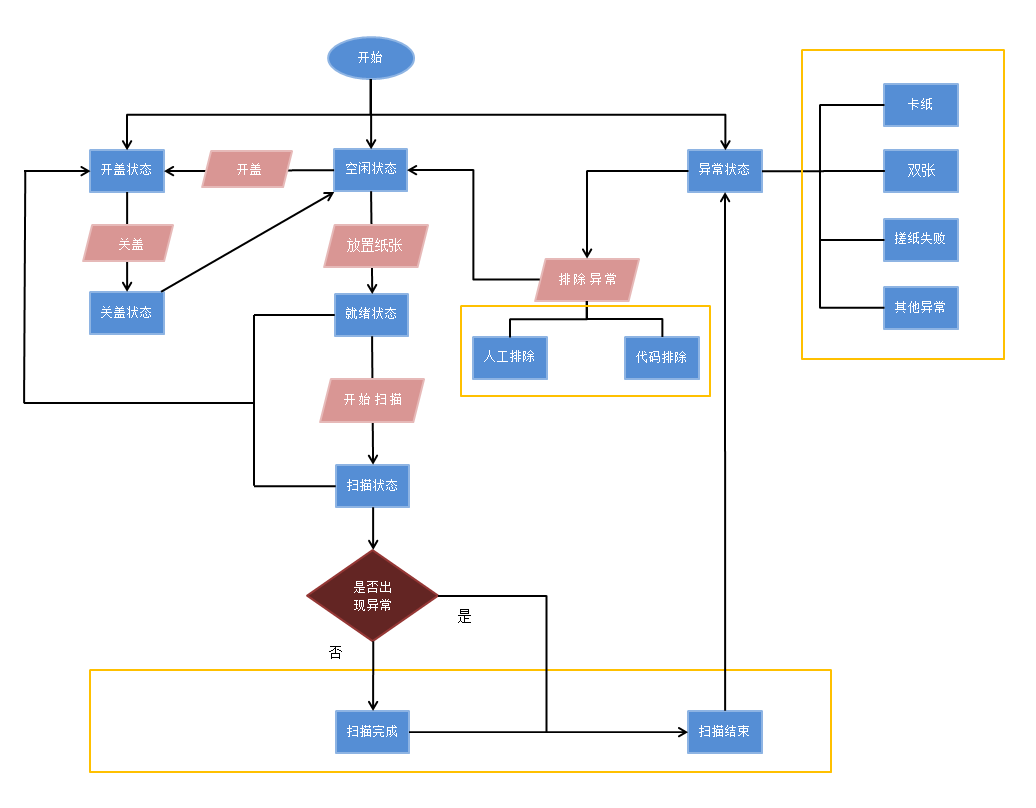 开始
卡纸
开盖状态
开盖
空闲状态
异常状态
双张
关盖
放置纸张
搓纸失败
排除 异常
关盖状态
就绪状态
其他异常
人工排除
代码排除
开 始 扫 描
扫描状态
是否出
现异常
是
否
扫描完成
扫描结束